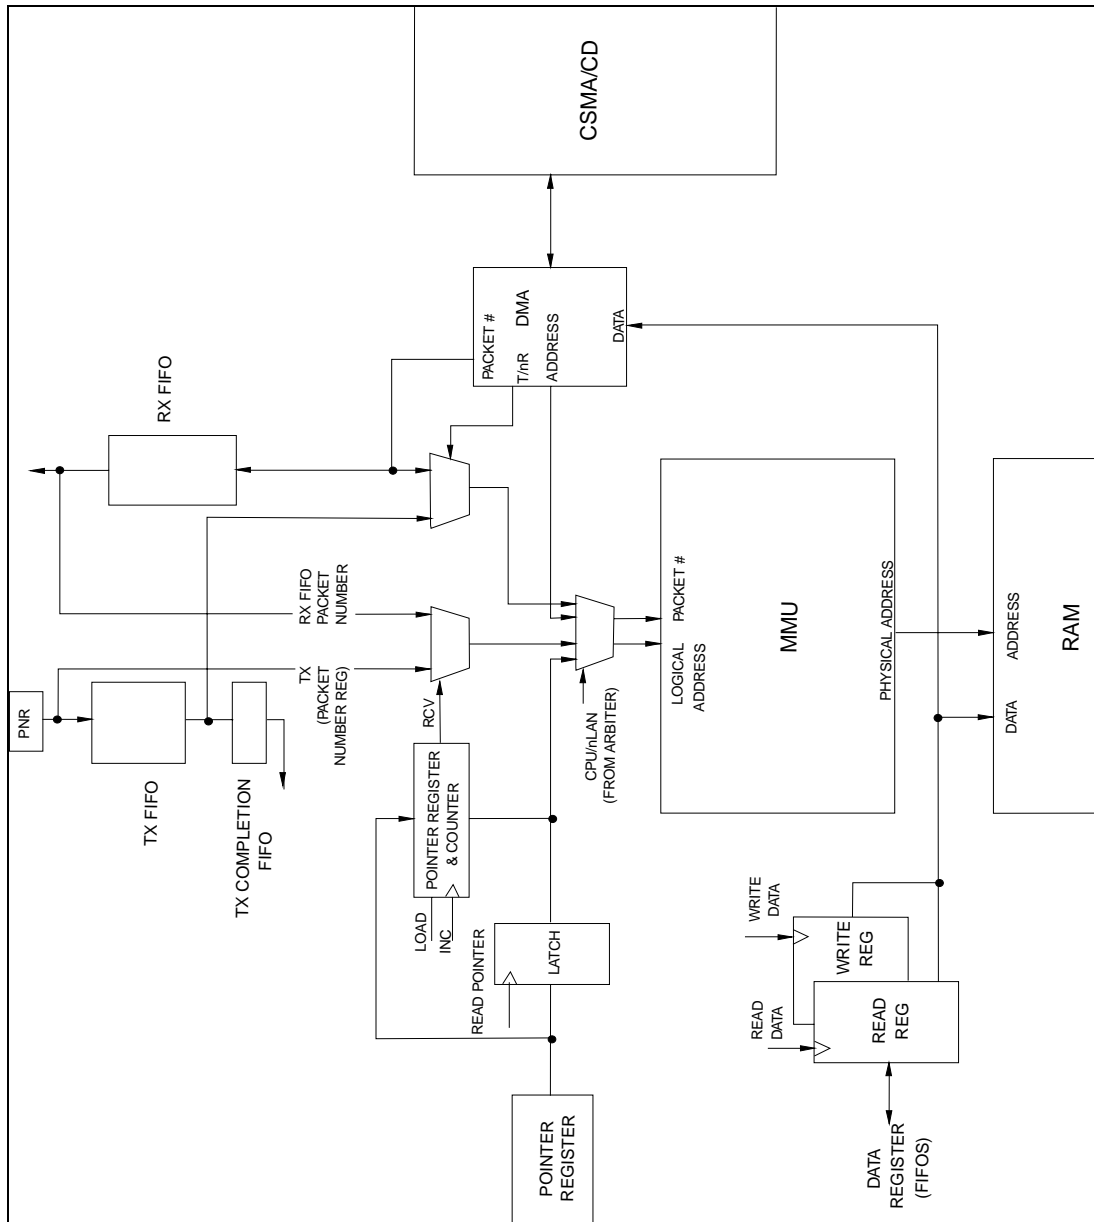 CSMA/CD
PACKET #
T/nR
DMA
ADDRESS
DATA
RX FIFO
RX FIFO
PACKET
NUMBER
TX
(PACKET
NUMBER REG)
PNR
TX FIFO
TX COMPLETION
FIFO
RCV
POINTER REGISTER
& COUNTER
LOAD
INC
CPU/nLAN
(FROM ARBITER)
PACKET #
LOGICAL
ADDRESS
MMU
PHYSICAL ADDRESS
ADDRESS
DATA
RAM
READ POINTER
LATCH
WRITE
DATA
WRITE
REG
READ
DATA
READ
REG
POINTER
REGISTER
DATA
REGISTER
(FIFOS)